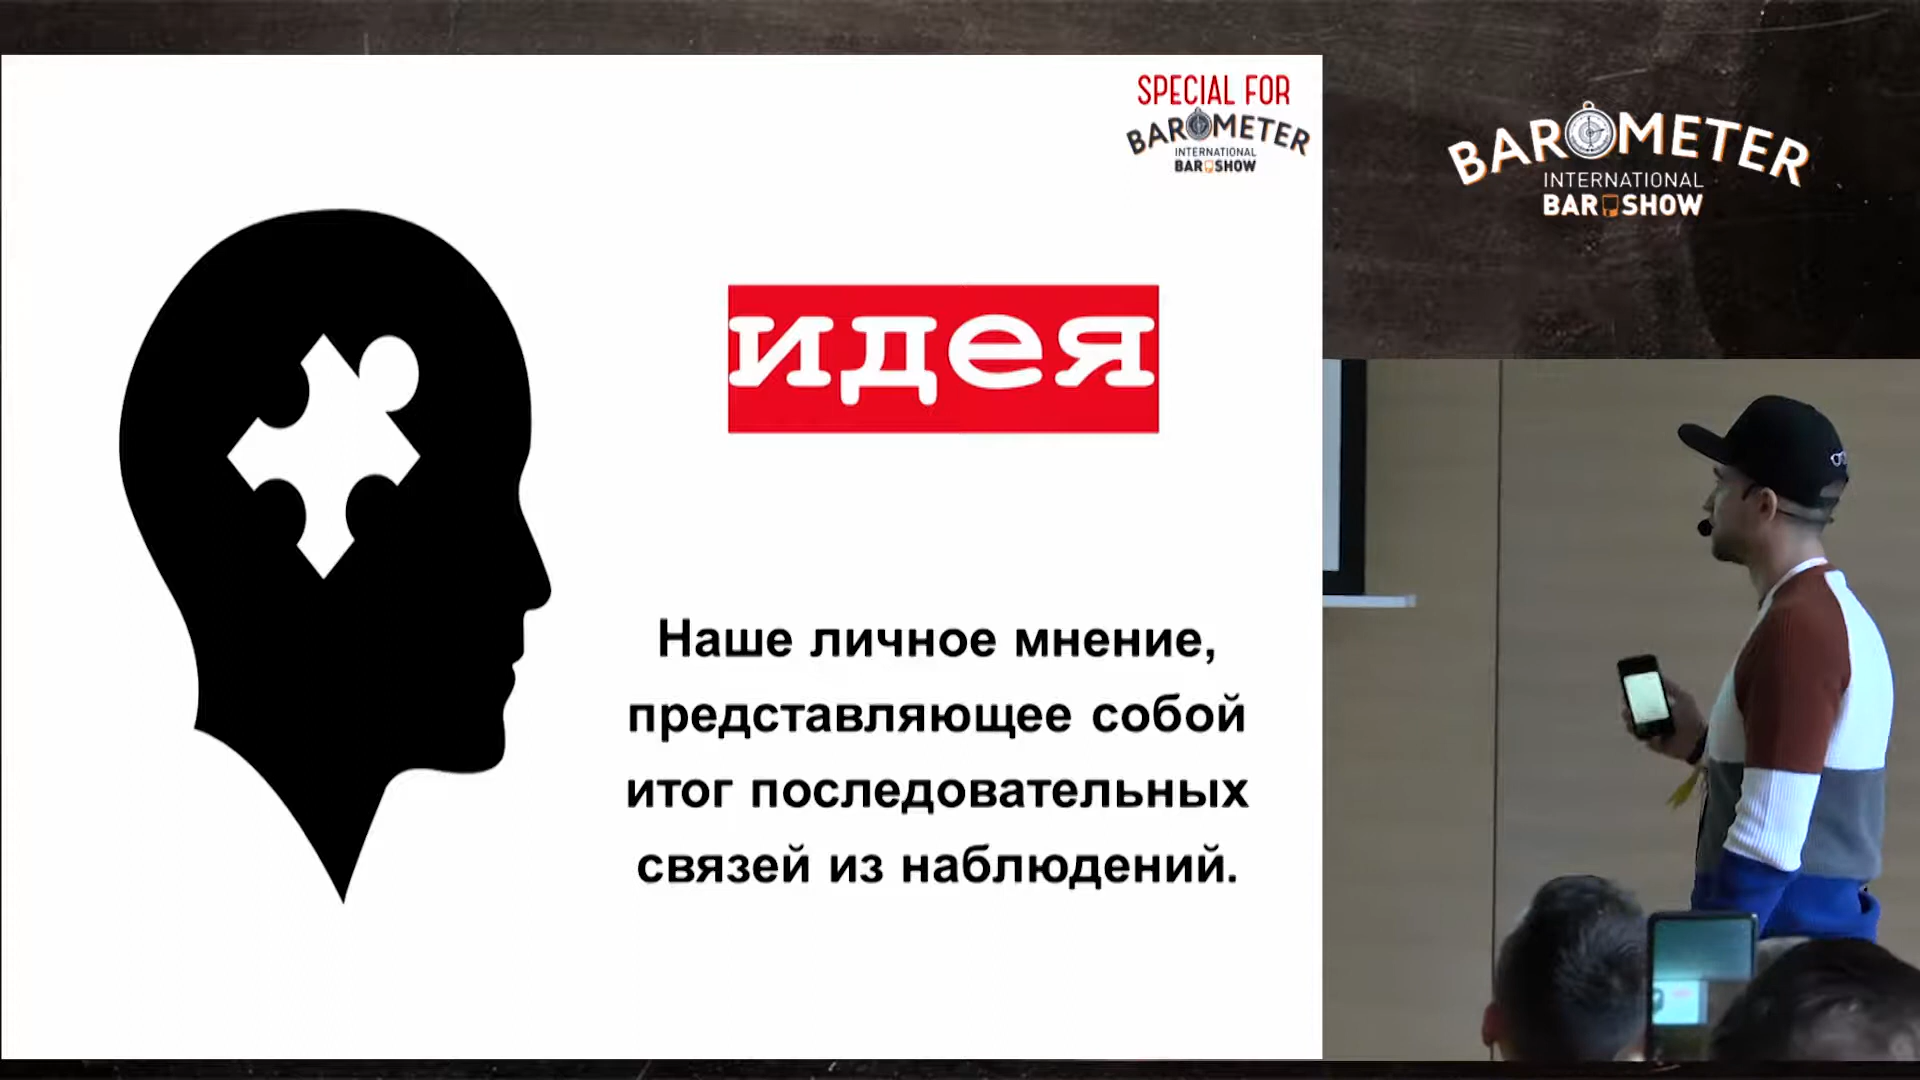 SPECIAL FOR
BAROMETER
INTERNATIONAL
BAR SHOW
идея
Наше личное мнение,
представляющее собой
итог последовательных
связей из наблюдений.
BAROMETER
INTERNATIONAL
BAR SHOW